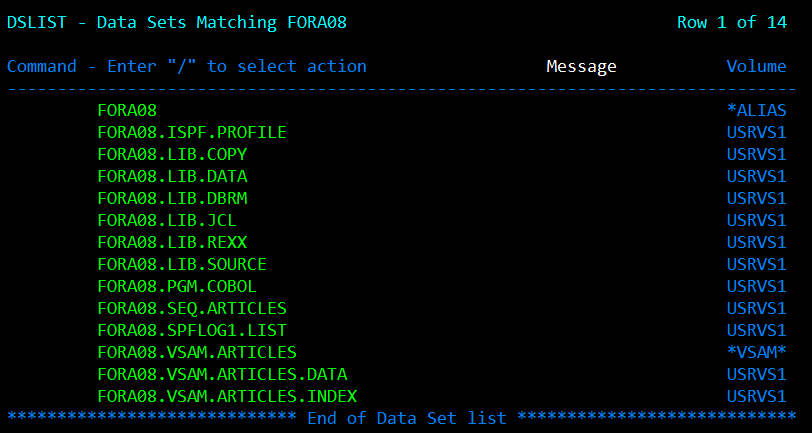 DSLIST - Data Sets Matching FORA08 Row 1 of 14
Command - Enter "/" to select action Message Volume
-------------------------------------------------------------------------------
FORA08 *ALIAS
FORA08.ISPF.PROFILE USRVS1
FORA08.LIB.COPY USRVS1
FORA08.LIB.DATA USRVS1
FORA08.LIB.DBRM USRVS1
FORA08.LIB.JCL USRVS1
FORA08.LIB.REXX USRVS1
FORA08.LIB.SOURCE USRVS1
FORA08.PGM.COBOL USRVS1
FORA08.SEQ.ARTICLES USRVS1
FORA08.SPFLOG1.LIST USRVS1
FORA08.VSAM.ARTICLES *VSAM*
FORA08.VSAM.ARTICLES.DATA USRVS1
FORA08.VSAM.ARTICLES.INDEX USRVS1
***************************** End of Data Set list ****************************